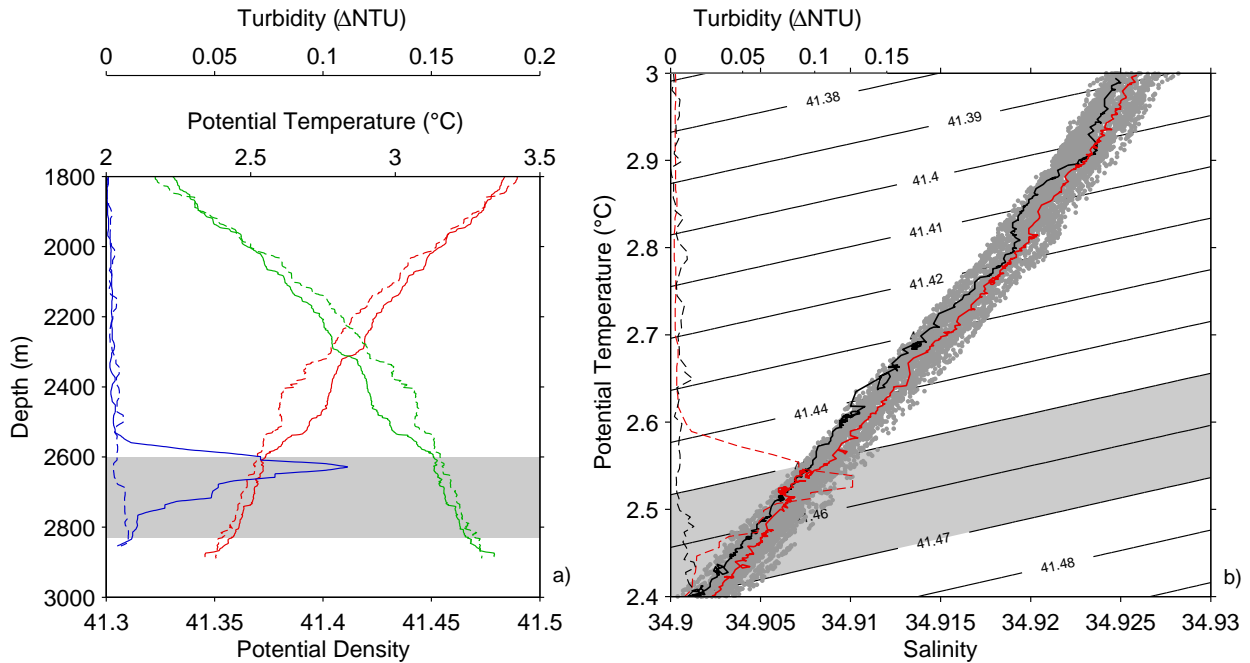 Turbidity (ΔNTU)
0 0.05 0.1 0.15 0.2
Potential Temperature (°C)
2 2.5 3 3.5
Depth (m)
1800
2000
2200
2400
2600
2800
3000
41.3 41.35 41.4 41.45 41.5
Potential Density
a)
Turbidity (ΔNTU)
0 0.05 0.1 0.15
Potential Temperature (°C)
3
2.9
2.8
2.7
2.6
2.5
2.4
41.38
41.39
41.4
41.41
41.42
41.44
41.46
41.47
41.48
b)
34.9 34.905 34.91 34.915 34.92 34.925 34.93
Salinity